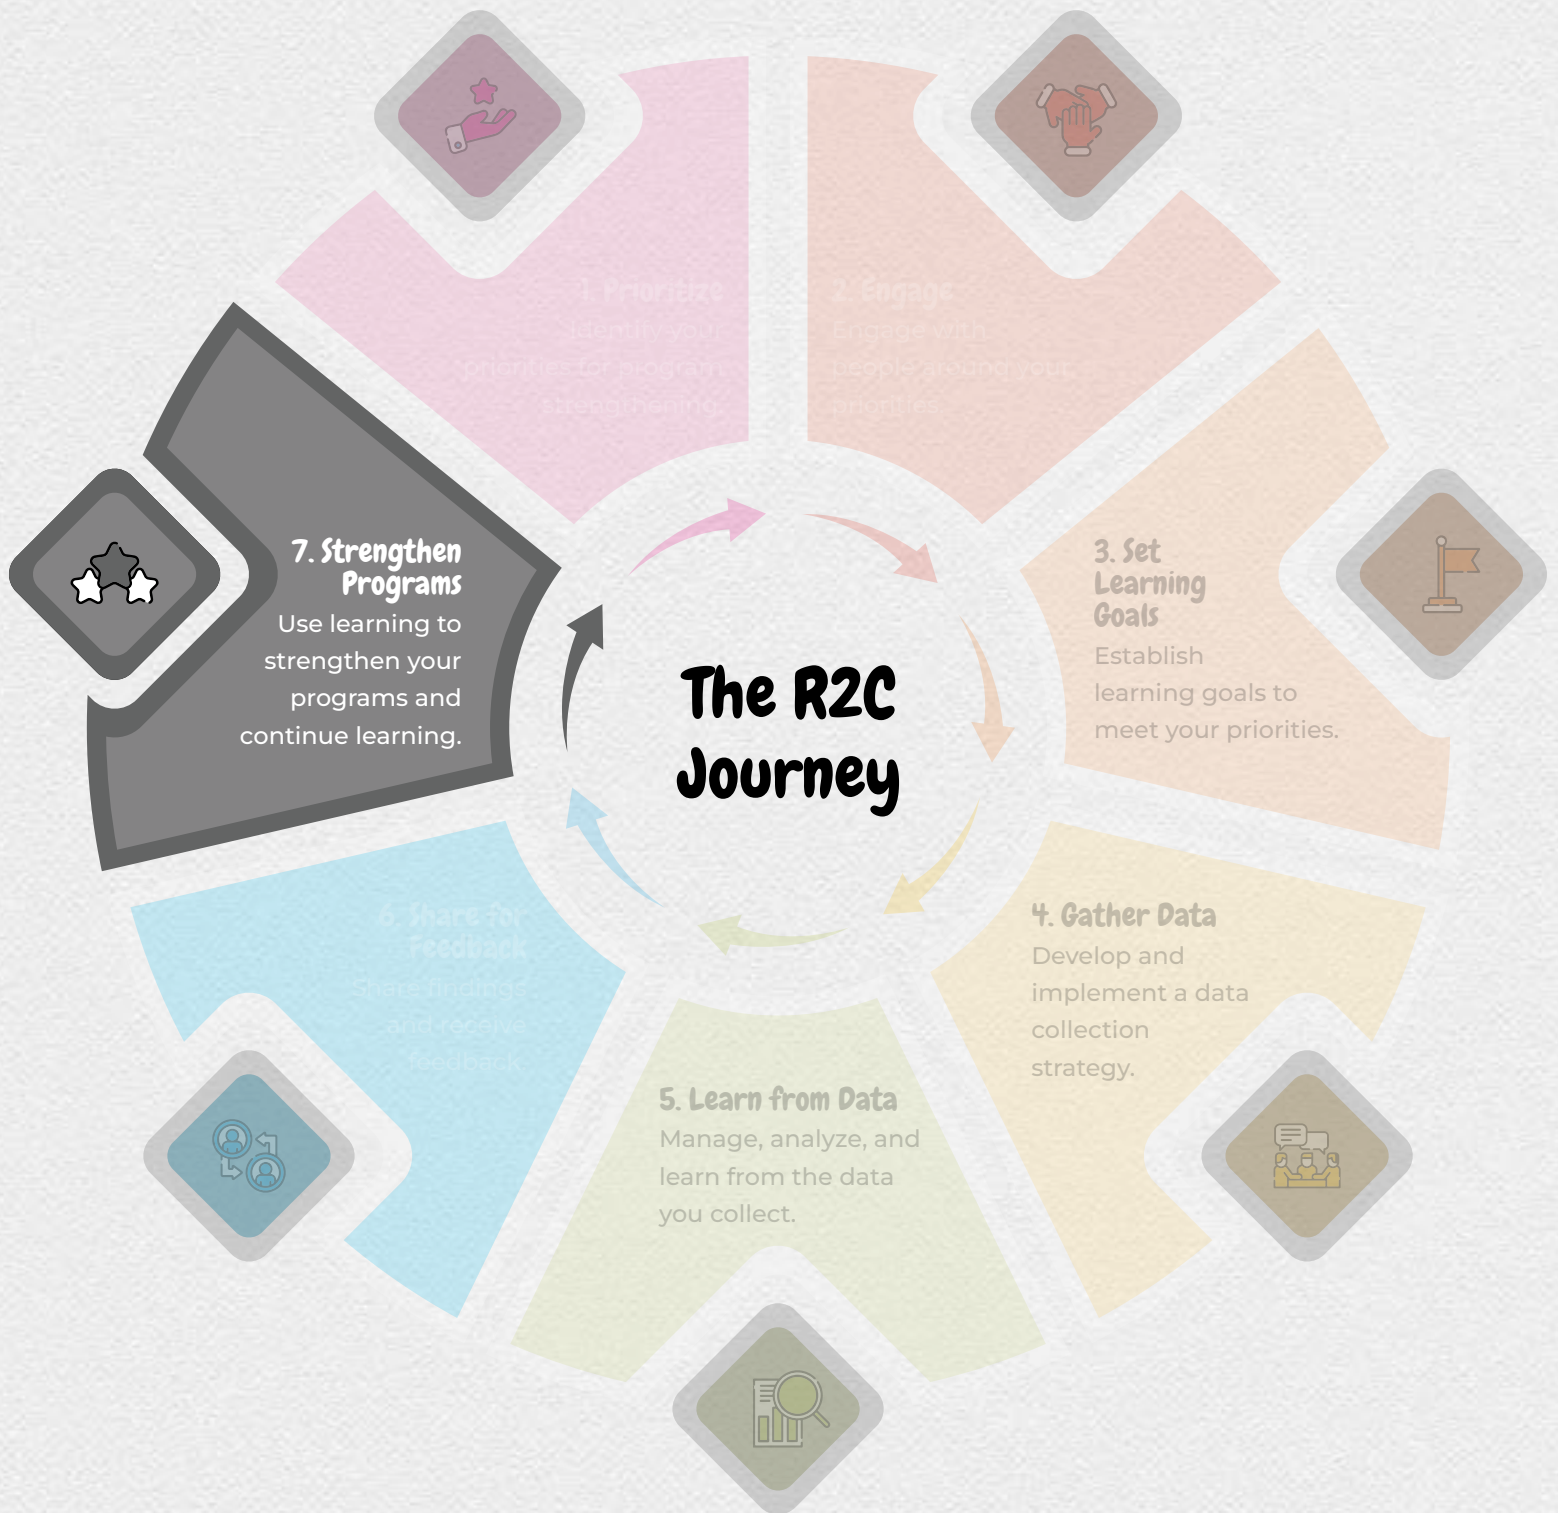 The R2C
Journey
1. Prioritize
Identify your
priorities for program
strengthening.
2. Engage
Engage with
people around your
priorities.
3. Set
Learning
Goals
Establish
learning goals to
meet your priorities.
4. Gather Data
Develop and
implement a data
collection
strategy.
5. Learn from Data
Manage, analyze, and
learn from the data
you collect.
6. Share for
Feedback
Share findings
and receive
feedback.
7. Strengthen
Programs
Use learning to
strengthen your
programs and
continue learning.